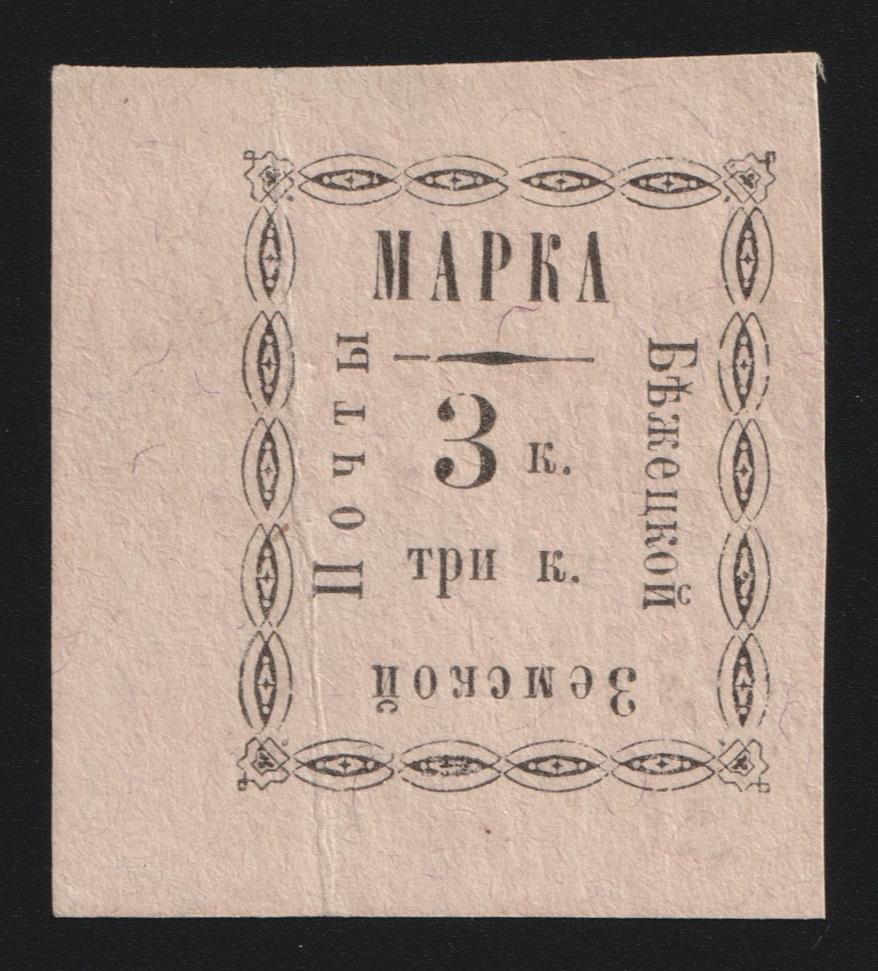 МАРКА
Бѣжецкой
Земской
Почты
3 к.
три к.